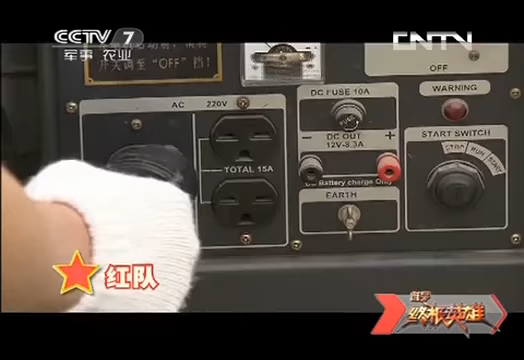 CCTV 7
军事 农业
CNTV
开关调至"OFF"档!
OFF
WARNING
AC 220V
DC FUSE 10A
START SWITCH
STOP RUN START
- DC OUT +
12V-8.3A
TOTAL 15A
DC Battery charge Only
EARTH
红队
终极英雄